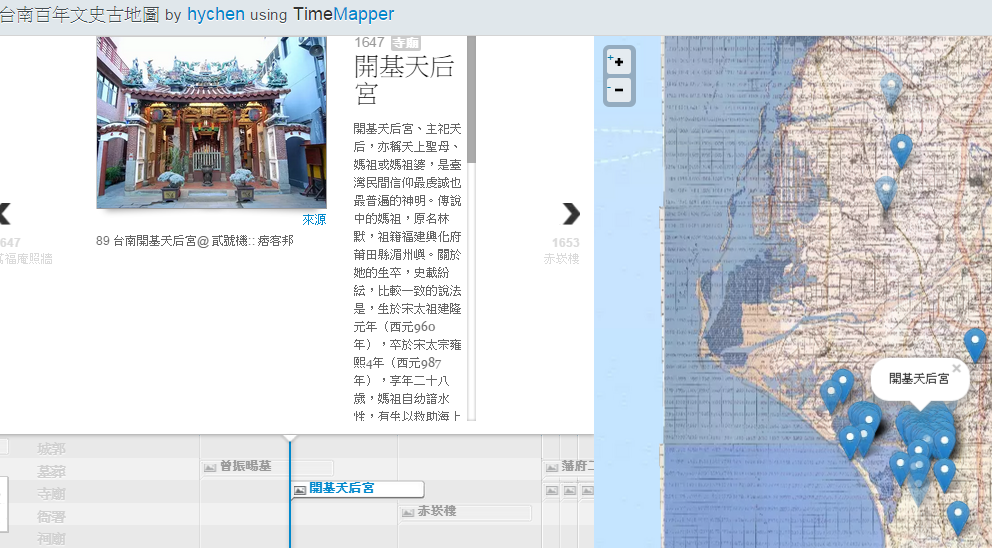 台南百年文史古地圖 by hychen using TimeMapper
1647 寺廟
開基天后
宮
開基天后宮、主祀天
后，亦稱天上聖母、
媽祖或媽祖婆，是臺
灣民間信仰最虔誠也
最普遍的神明。傳說
中的媽祖，原名林
默，祖籍福建興化府
莆田縣湄州嶼。關於
她的生卒，史載紛
紜，比較一致的說法
是，生於宋太祖建隆
元年（西元960
年），卒於宋太宗雍
熙4年（西元987
年），享年二十八
歲，媽祖自幼諳水
性，有生以救助海上
來源
89 台南開基天后宮@ 貳號機:: 痞客邦
1647
萬福庵照牆
1653
赤崁樓
+
-
開基天后宮
×
城郭
墓葬
寺廟
衙署
祠廟
曾振暘墓
開基天后宮
赤崁樓
藩府二